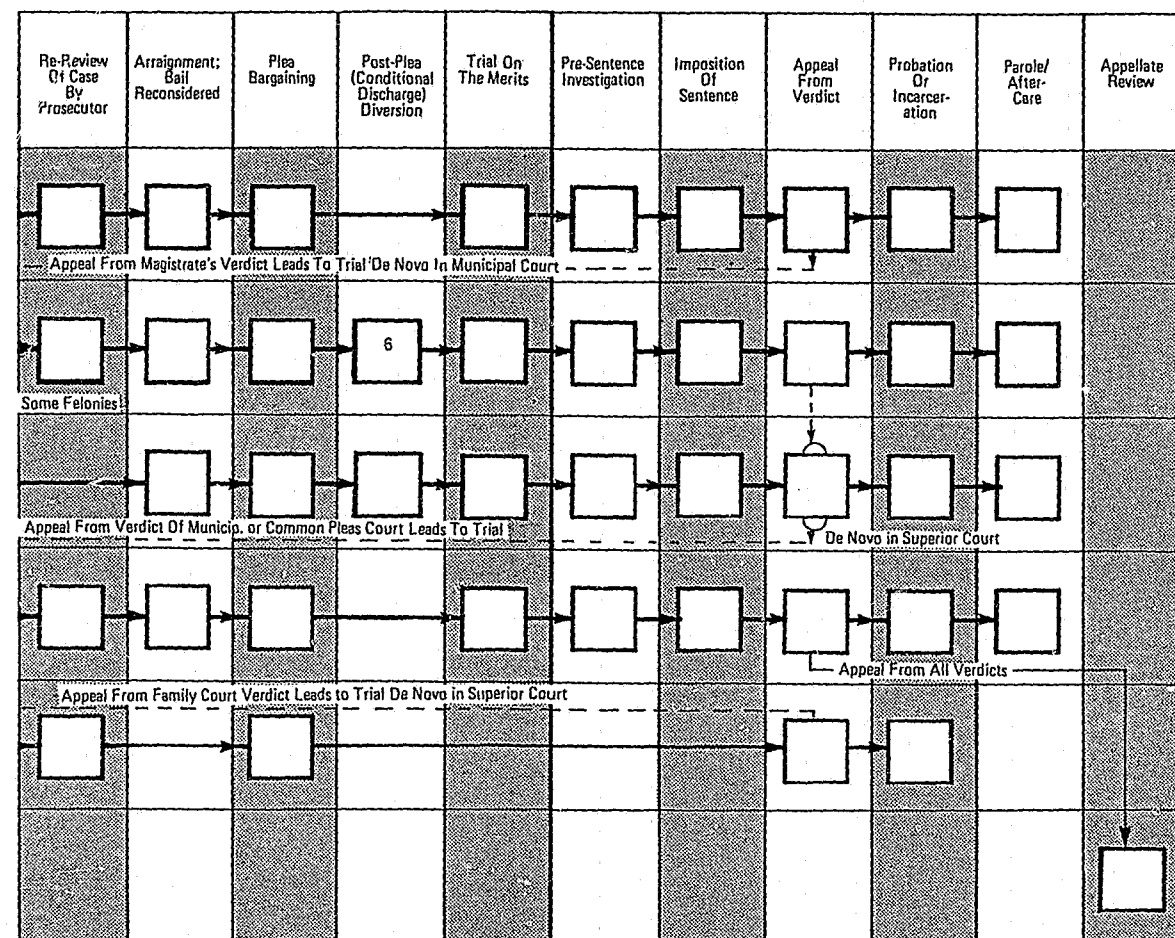 Re-Review
Of Case
By
Prosecutor
Arraignment;
Bail
Reconsidered
Plea
Bargaining
Post-Plea
(Conditional
Discharge)
Diversion
Trial On
The Merits
Pre-Sentence
Investigation
Imposition
Of
Sentence
Appeal
From
Verdict
Probation
Or
Incarcer-
ation
Parole/
After-
Care
Appellate
Review
Appeal From Magistrate's Verdict Leads To Trial De Novo In Municipal Court
6
Some Felonies
Appeal From Verdict Of Municip. or Common Pleas Court Leads To Trial
De Novo in Superior Court
Appeal From All Verdicts
Appeal From Family Court Verdict Leads to Trial De Novo in Superior Court